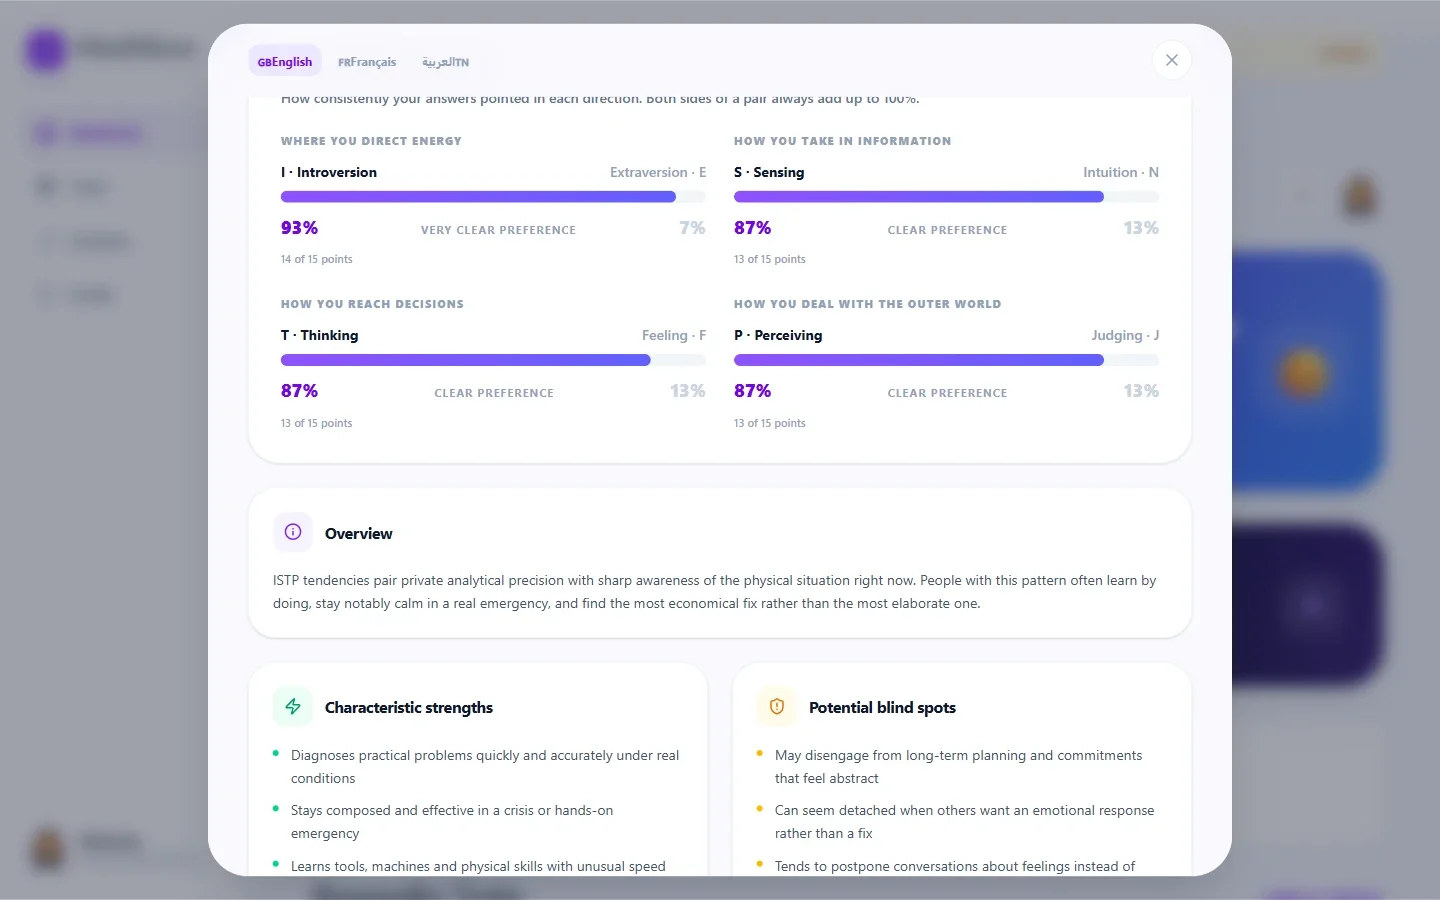 GBEnglish FRFrançais العربيةTN
How consistently your answers pointed in each direction. Both sides of a pair always add up to 100%.
WHERE YOU DIRECT ENERGY
I · Introversion Extraversion · E
93% VERY CLEAR PREFERENCE 7%
14 of 15 points
HOW YOU TAKE IN INFORMATION
S · Sensing Intuition · N
87% CLEAR PREFERENCE 13%
13 of 15 points
HOW YOU REACH DECISIONS
T · Thinking Feeling · F
87% CLEAR PREFERENCE 13%
13 of 15 points
HOW YOU DEAL WITH THE OUTER WORLD
P · Perceiving Judging · J
87% CLEAR PREFERENCE 13%
13 of 15 points
Overview
ISTP tendencies pair private analytical precision with sharp awareness of the physical situation right now. People with this pattern often learn by
doing, stay notably calm in a real emergency, and find the most economical fix rather than the most elaborate one.
Characteristic strengths
Diagnoses practical problems quickly and accurately under real
conditions
Stays composed and effective in a crisis or hands-on
emergency
Learns tools, machines and physical skills with unusual speed
Potential blind spots
May disengage from long-term planning and commitments
that feel abstract
Can seem detached when others want an emotional response
rather than a fix
Tends to postpone conversations about feelings instead of